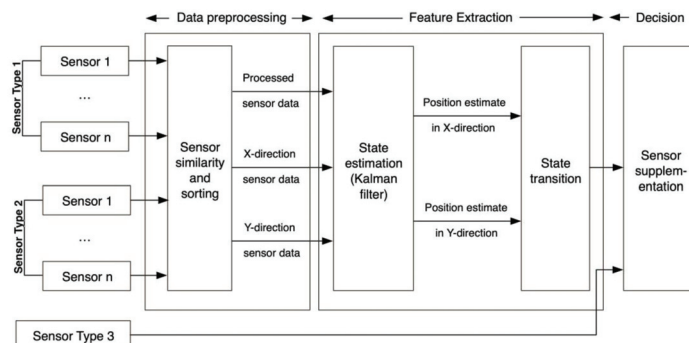 Data preprocessing
Feature Extraction
Decision
Sensor Type 1
Sensor 1
...
Sensor n
Sensor Type 2
Sensor 1
...
Sensor n
Sensor Type 3
Sensor
similarity
and
sorting
Processed
sensor data
X-direction
sensor data
Y-direction
sensor data
State
estimation
(Kalman
filter)
Position estimate
in X-direction
Position estimate
in Y-direction
State
transition
Sensor
supplem-
entation